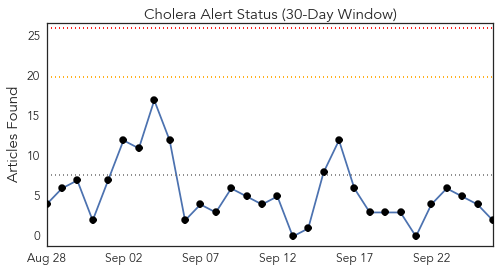 Cholera Alert Status (30-Day Window)
Articles Found
25
20
15
10
5
0
Aug 28 Sep 02 Sep 07 Sep 12 Sep 17 Sep 22